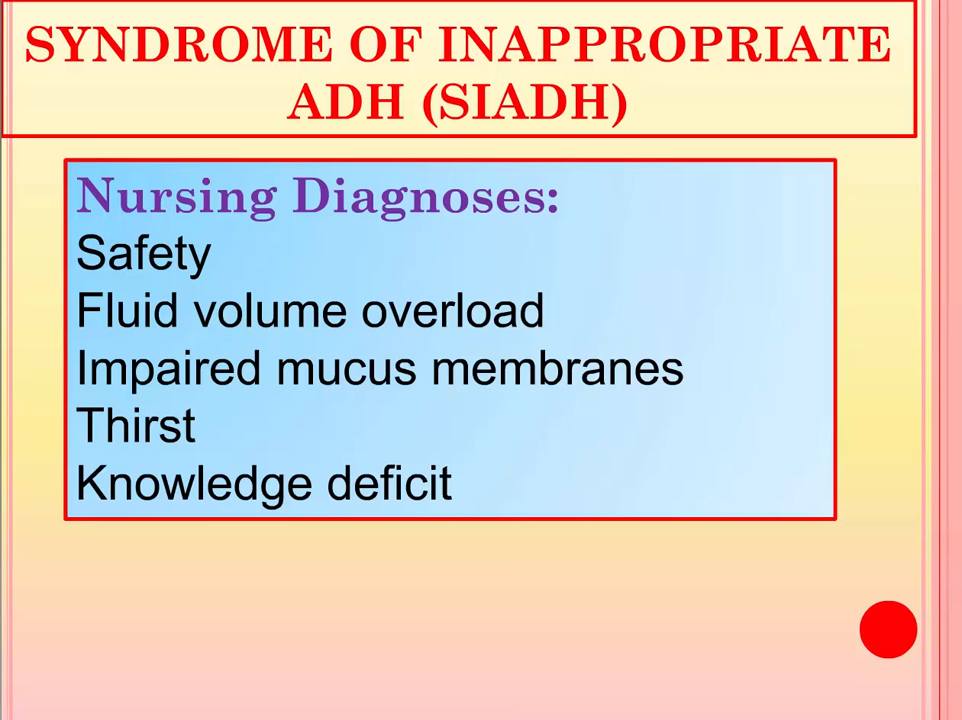 SYNDROME OF INAPPROPRIATE
ADH (SIADH)
Nursing Diagnoses:
Safety
Fluid volume overload
Impaired mucus membranes
Thirst
Knowledge deficit